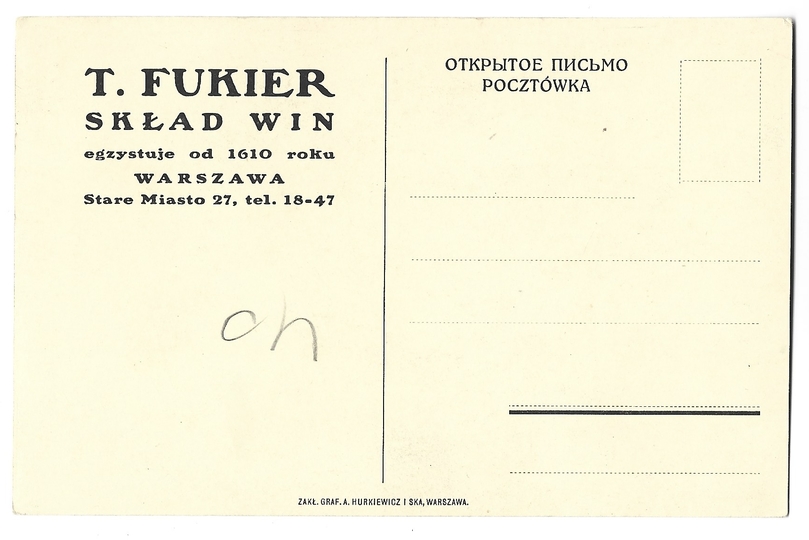 T. FUKIER
SKŁAD WIN
egzystuje od 1610 roku
WARSZAWA
Stare Miasto 27, tel. 18-47
ОТКРЫТОЕ ПИСЬМО
POCZTÓWKA
ZAKŁ. GRAF. A. HURKIEWICZ I SKA, WARSZAWA.